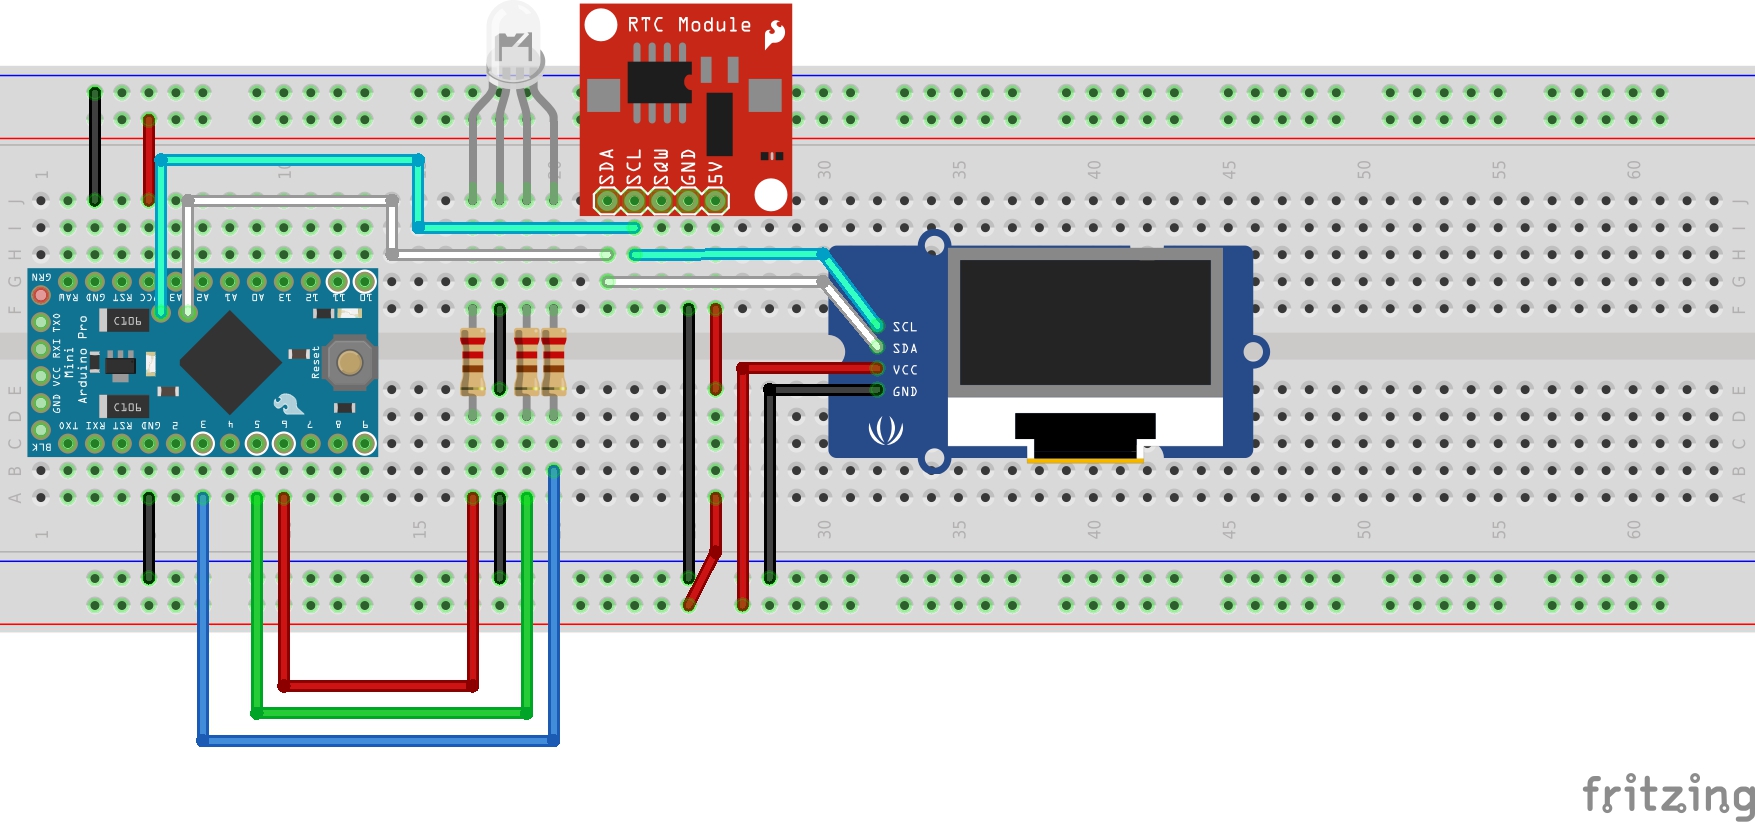 RTC Module
SDA
SCL
SQW
GND
5V
1
10
30
35
40
45
50
55
60
J
I
H
G
F
J
I
H
G
F
GRN
RAW
GND
RST
VCC
A3
A2
A1
A0
13
12
11
10
TXO
RXI
VCC
GND
BLK
Arduino Pro
Mini
C106
C106
Reset
TXO
RXI
RST
GND
2
3
4
5
6
7
8
9
SCL
SDA
VCC
GND
E
D
C
B
A
E
D
C
B
A
1
15
30
35
40
45
50
55
60
fritzing